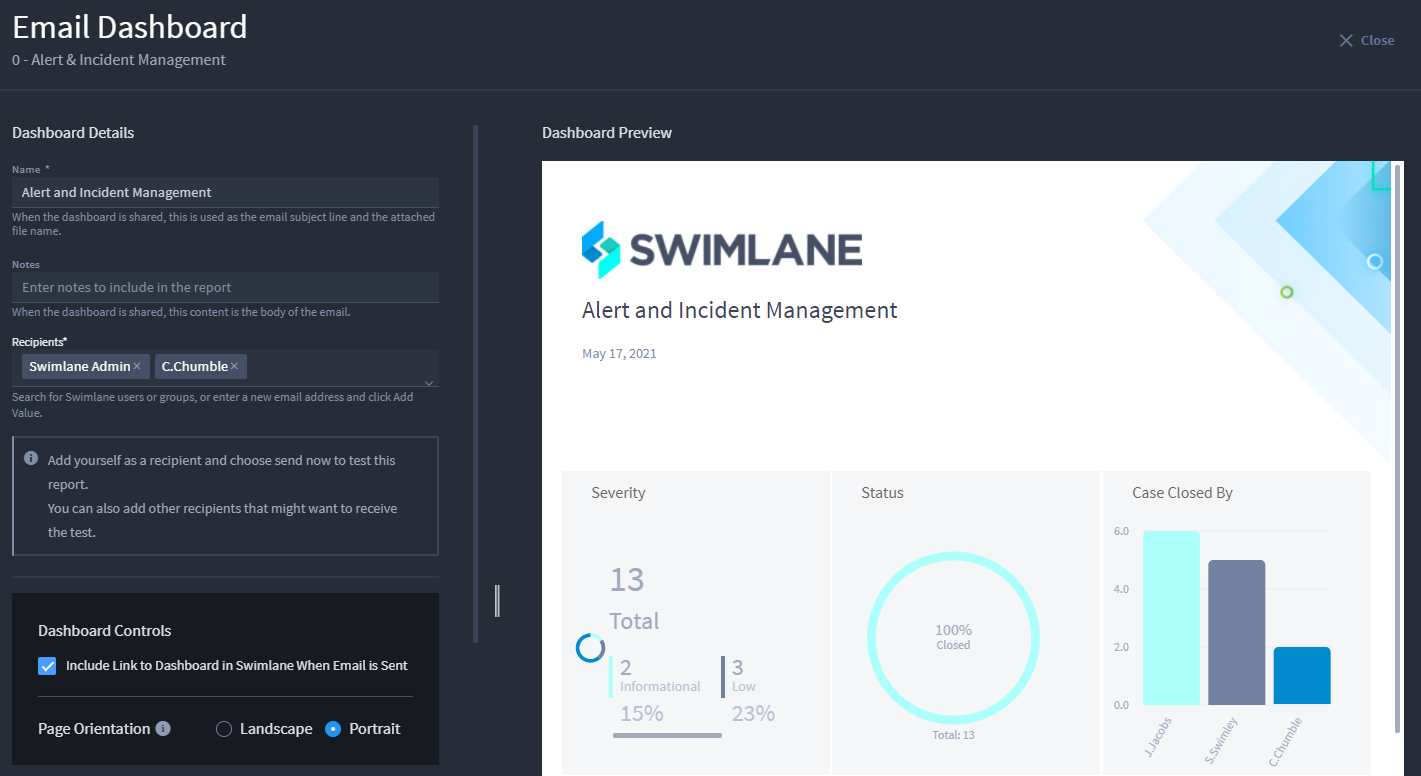 Email Dashboard
0 - Alert & Incident Management
Close
Dashboard Details
Name *
Alert and Incident Management
When the dashboard is shared, this is used as the email subject line and the attached
file name.
Notes
Enter notes to include in the report
When the dashboard is shared, this content is the body of the email.
Recipients*
Swimlane Admin
C.Chumble
Search for Swimlane users or groups, or enter a new email address and click Add
Value.
Add yourself as a recipient and choose send now to test this
report.
You can also add other recipients that might want to receive
the test.
Dashboard Controls
Include Link to Dashboard in Swimlane When Email is Sent
Page Orientation
Landscape
Portrait
Dashboard Preview
SWIMLANE
Alert and Incident Management
May 17, 2021
Severity
13
Total
2
Informational
15%
3
Low
23%
Status
100%
Closed
Total: 13
Case Closed By
6.0
4.0
2.0
0.0
J.Jacobs
S.Swimley
C.Chumble